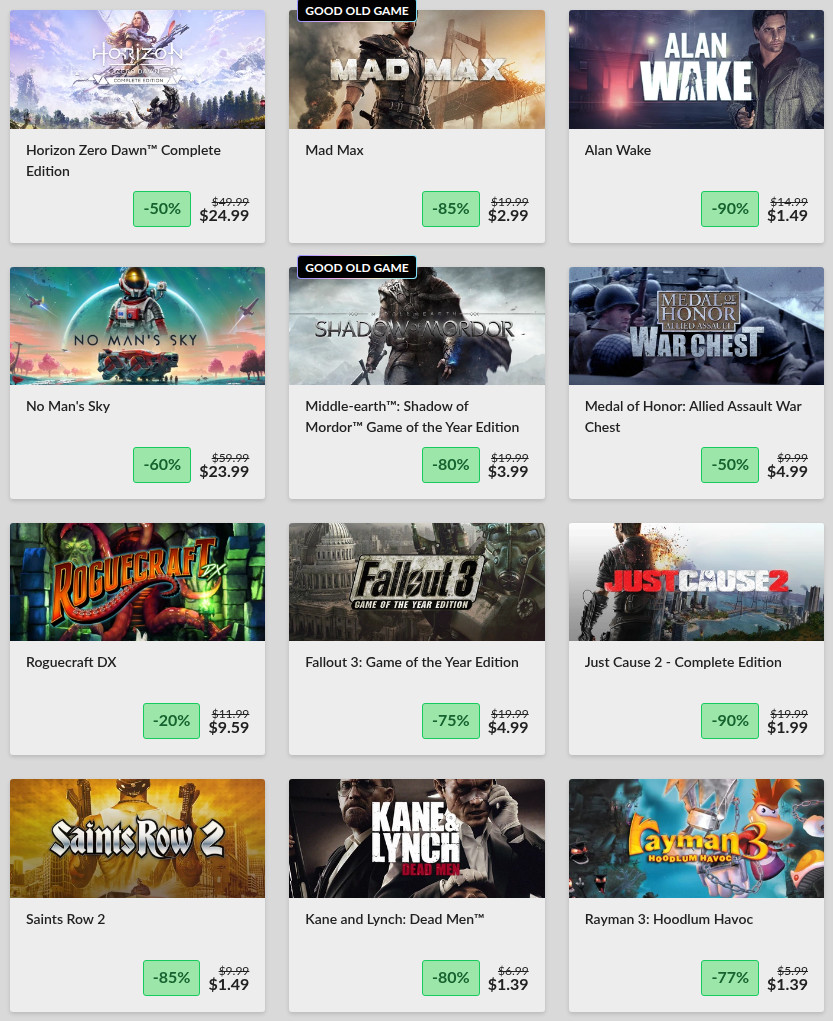 HORIZON
ZERO DAWN
COMPLETE EDITION
Horizon Zero Dawn™ Complete
Edition
-50%
$49.99
$24.99
GOOD OLD GAME
MAD MAX
Mad Max
-85%
$19.99
$2.99
ALAN
WAKE
Alan Wake
-90%
$14.99
$1.49
NO MAN'S SKY
No Man's Sky
-60%
$59.99
$23.99
GOOD OLD GAME
MIDDLE-EARTH
SHADOW OF MORDOR
Middle-earth™: Shadow of
Mordor™ Game of the Year Edition
-80%
$19.99
$3.99
MEDAL OF
HONOR
ALLIED ASSAULT
WAR CHEST
Medal of Honor: Allied Assault War
Chest
-50%
$9.99
$4.99
ROGUECRAFT DX
Roguecraft DX
-20%
$11.99
$9.59
Fallout 3
GAME OF THE YEAR EDITION
Fallout 3: Game of the Year Edition
-75%
$19.99
$4.99
JUST CAUSE 2
Just Cause 2 - Complete Edition
-90%
$19.99
$1.99
Saints Row 2
Saints Row 2
-85%
$9.99
$1.49
KANE &
LYNCH
DEAD MEN
Kane and Lynch: Dead Men™
-80%
$6.99
$1.39
rayman 3
HOODLUM HAVOC
Rayman 3: Hoodlum Havoc
-77%
$5.99
$1.39